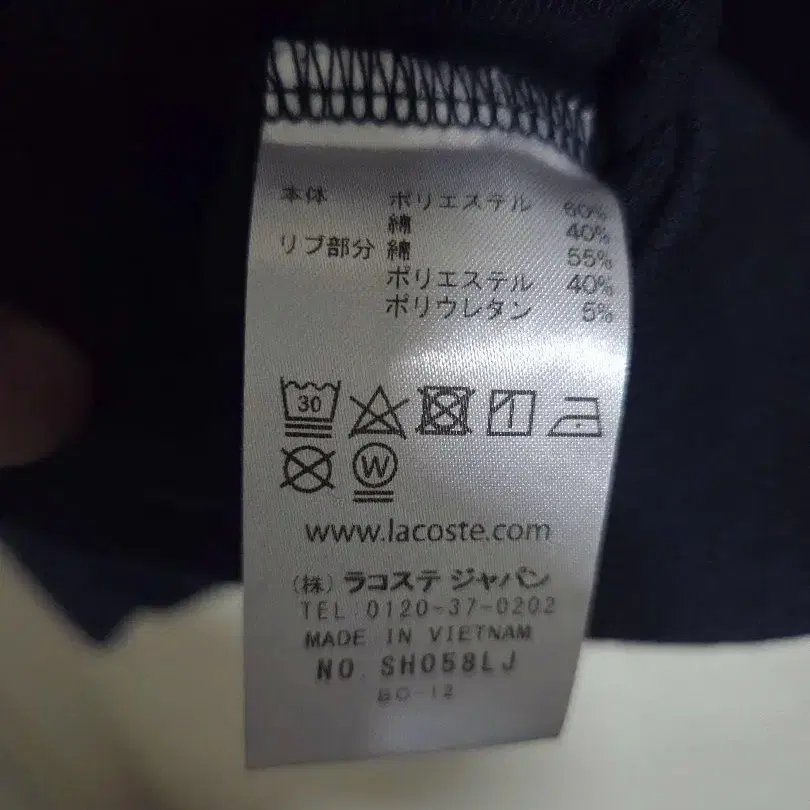 本体 ポリエステル 60%
綿 40%
リブ部分 綿 55%
ポリエステル 40%
ポリウレタン 5%
30
W
www.lacoste.com
(株) ラコステ ジャパン
TEL 0120-37-0202
MADE IN VIETNAM
NO. SH058LJ
BO-12